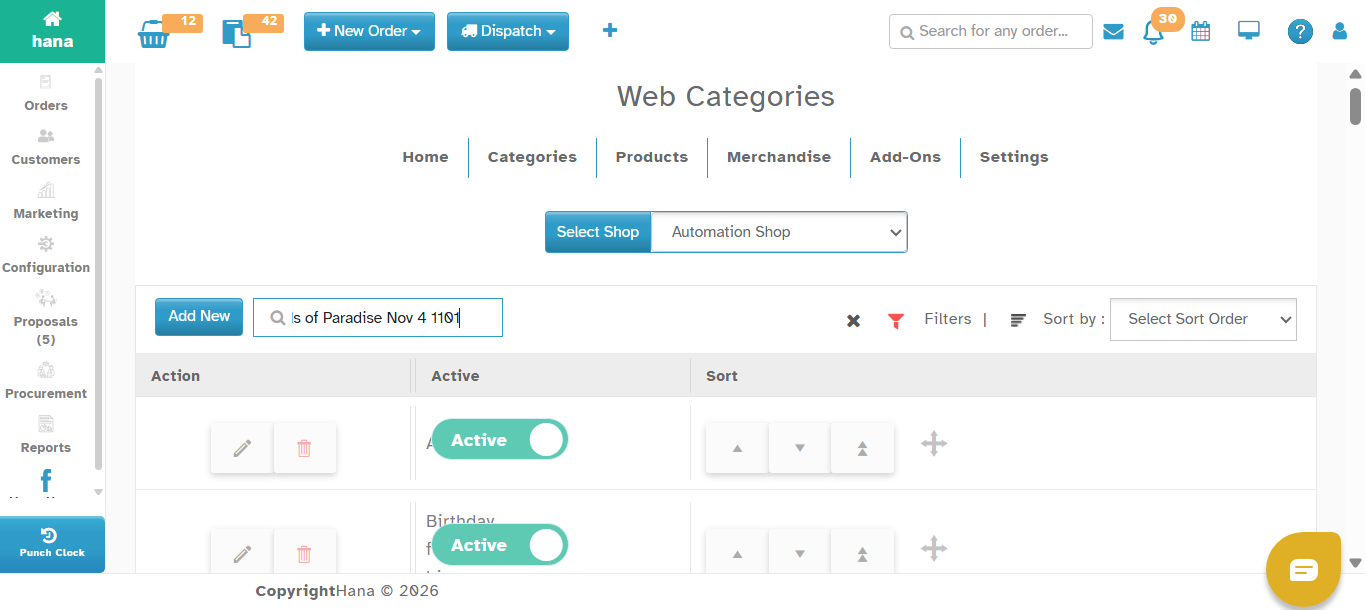 hana
12
42
New Order
Dispatch
Search for any order...
30
?
Orders
Customers
Marketing
Configuration
Proposals
(5)
Procurement
Reports
Punch Clock
Web Categories
Home
Categories
Products
Merchandise
Add-Ons
Settings
Select Shop
Automation Shop
Add New
s of Paradise Nov 4 1101
Filters |
Sort by :
Select Sort Order
Action
Active
Sort
Active
Birthday
Active
CopyrightHana © 2026